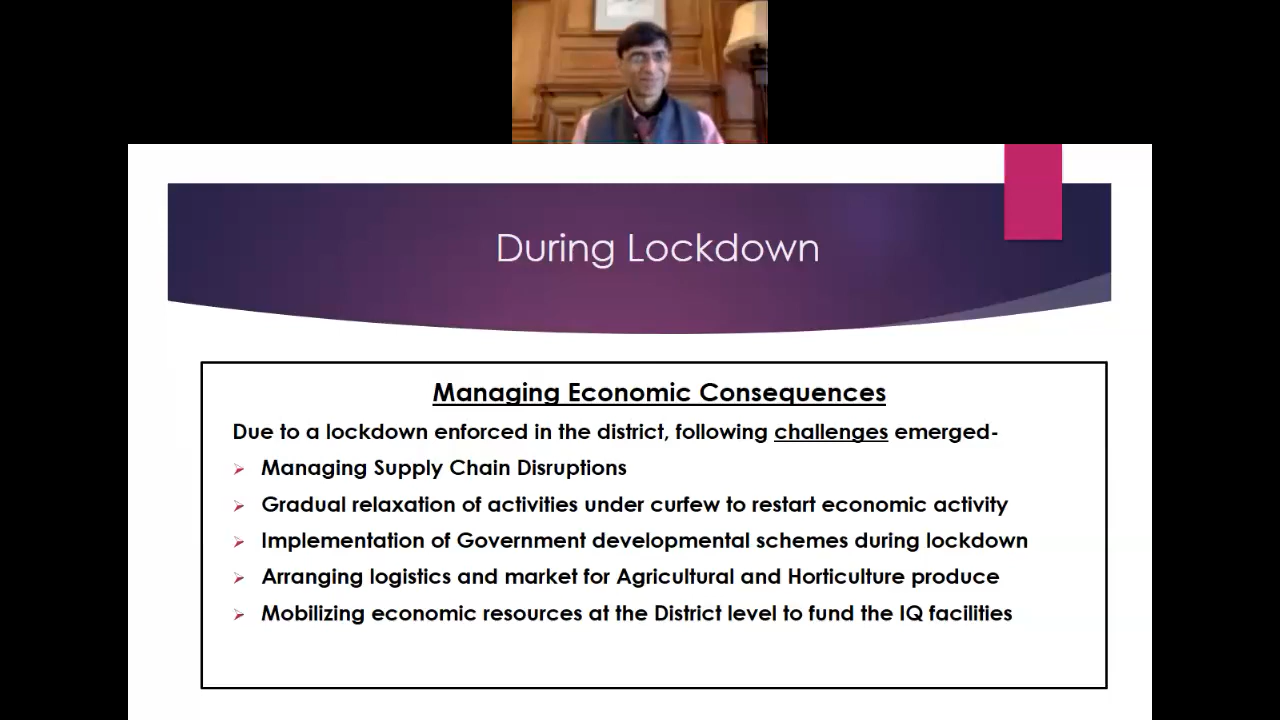 During Lockdown
Managing Economic Consequences
Due to a lockdown enforced in the district, following challenges emerged-
Managing Supply Chain Disruptions
Gradual relaxation of activities under curfew to restart economic activity
Implementation of Government developmental schemes during lockdown
Arranging logistics and market for Agricultural and Horticulture produce
Mobilizing economic resources at the District level to fund the IQ facilities